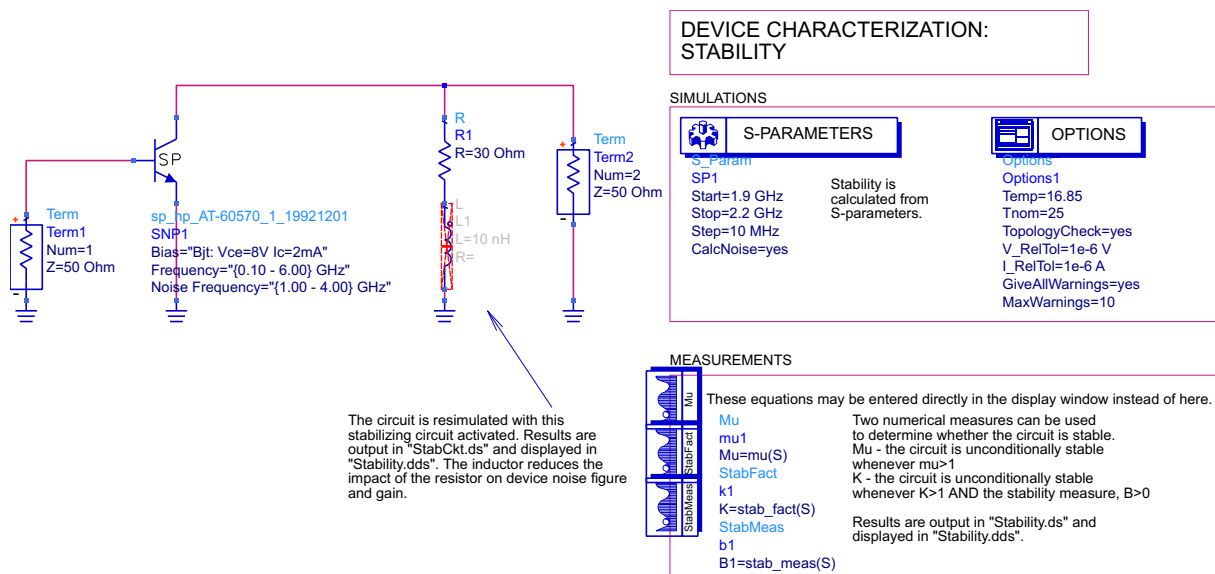 DEVICE CHARACTERIZATION:
STABILITY
SIMULATIONS
S-PARAMETERS
S_Param
SP1
Start=1.9 GHz
Stop=2.2 GHz
Step=10 MHz
CalcNoise=yes
Stability is
calculated from
S-parameters.
OPTIONS
Options
Options1
Temp=16.85
Tnom=25
TopologyCheck=yes
V_RelTol=1e-6 V
I_RelTol=1e-6 A
GiveAllWarnings=yes
MaxWarnings=10
+
Term
Term1
Num=1
Z=50 Ohm
-
SP
sp_hp_AT-60570_1_19921201
SNP1
Bias="Bjt: Vce=8V Ic=2mA"
Frequency="{0.10 - 6.00} GHz"
Noise Frequency="{1.00 - 4.00} GHz"
R
R1
R=30 Ohm
L
L1
L=10 nH
R=
+
Term
Term2
Num=2
Z=50 Ohm
-
The circuit is resimulated with this
stabilizing circuit activated. Results are
output in "StabCkt.ds" and displayed in
"Stability.dds". The inductor reduces the
impact of the resistor on device noise figure
and gain.
MEASUREMENTS
These equations may be entered directly in the display window instead of here.
Mu
Mu
mu1
Mu=mu(S)
StabFact
StabFact
k1
K=stab_fact(S)
StabMeas
StabMeas
b1
B1=stab_meas(S)
Two numerical measures can be used
to determine whether the circuit is stable.
Mu - the circuit is unconditionally stable
whenever mu>1
K - the circuit is unconditionally stable
whenever K>1 AND the stability measure, B>0
Results are output in "Stability.ds" and
displayed in "Stability.dds".